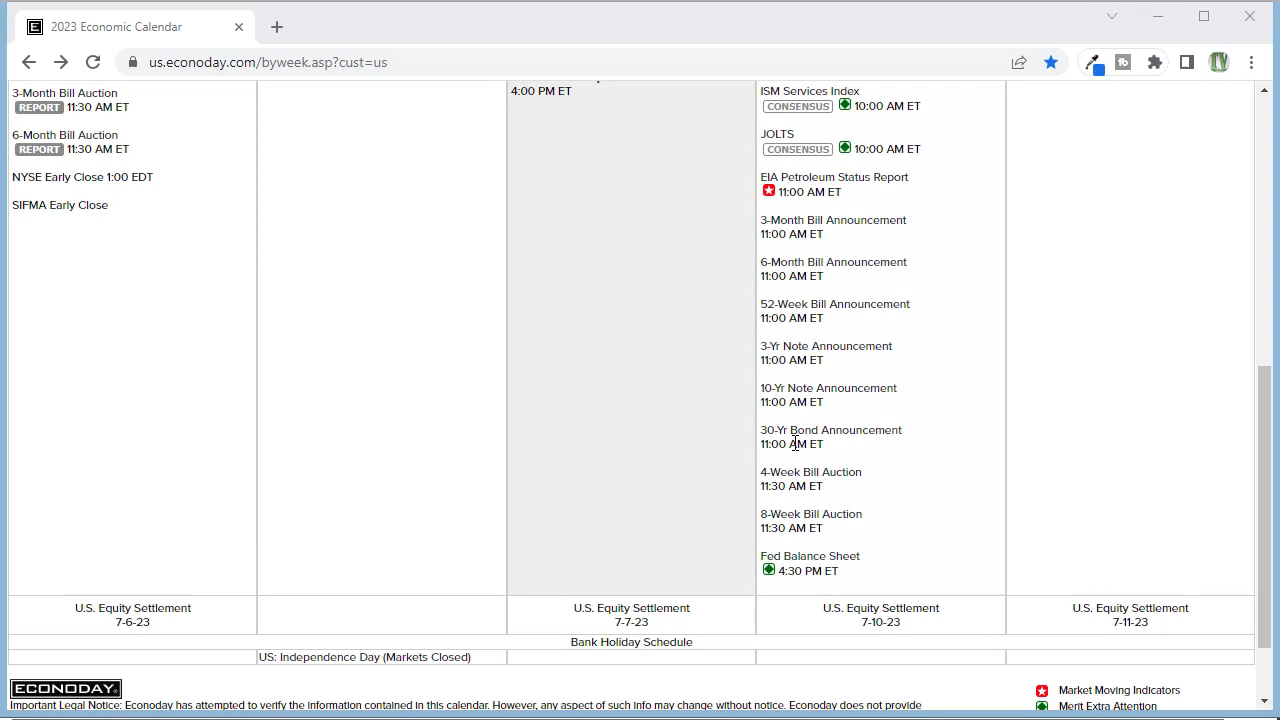 2023 Economic Calendar
us.econoday.com/byweek.asp?cust=us
3-Month Bill Auction
REPORT 11:30 AM ET
6-Month Bill Auction
REPORT 11:30 AM ET
NYSE Early Close 1:00 EDT
SIFMA Early Close
4:00 PM ET
ISM Services Index
CONSENSUS 10:00 AM ET
JOLTS
CONSENSUS 10:00 AM ET
EIA Petroleum Status Report
11:00 AM ET
3-Month Bill Announcement
11:00 AM ET
6-Month Bill Announcement
11:00 AM ET
52-Week Bill Announcement
11:00 AM ET
3-Yr Note Announcement
11:00 AM ET
10-Yr Note Announcement
11:00 AM ET
30-Yr Bond Announcement
11:00 AM ET
4-Week Bill Auction
11:30 AM ET
8-Week Bill Auction
11:30 AM ET
Fed Balance Sheet
4:30 PM ET
U.S. Equity Settlement
7-6-23
U.S. Equity Settlement
7-7-23
U.S. Equity Settlement
7-10-23
U.S. Equity Settlement
7-11-23
Bank Holiday Schedule
US: Independence Day (Markets Closed)
ECONODAY
Important Legal Notice: Econoday has attempted to verify the information contained in this calendar. However, any aspect of such info may change without notice. Econoday does not provide
Market Moving Indicators
Merit Extra Attention